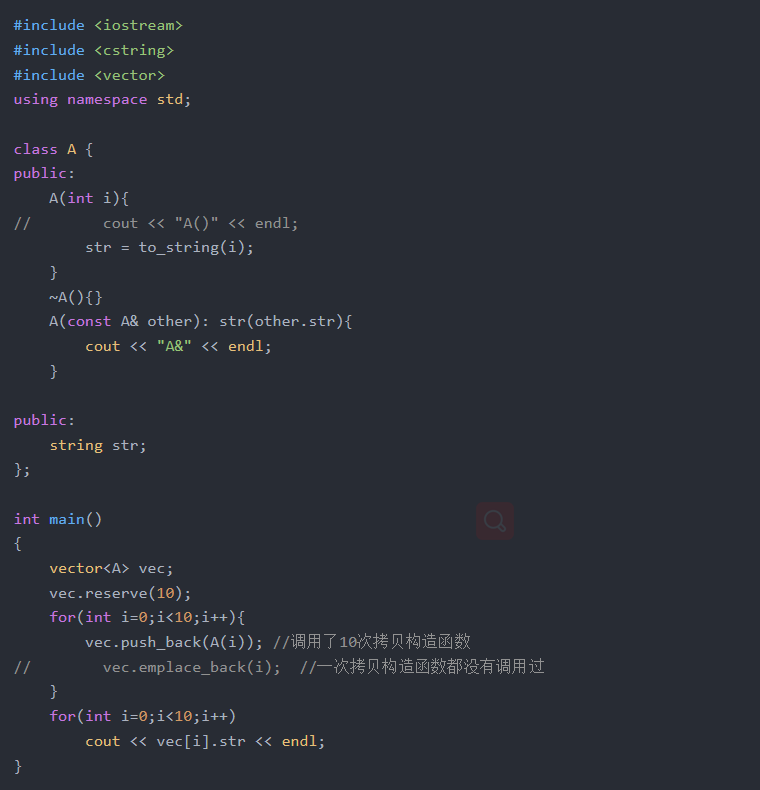 #include <iostream>
#include <cstring>
#include <vector>
using namespace std;

class A {
public:
    A(int i){
//        cout << "A()" << endl;
        str = to_string(i);
    }
    ~A(){}
    A(const A& other): str(other.str){
        cout << "A&" << endl;
    }

public:
    string str;
};

int main()
{
    vector<A> vec;
    vec.reserve(10);
    for(int i=0;i<10;i++){
        vec.push_back(A(i)); //调用了10次拷贝构造函数
//        vec.emplace_back(i);  //一次拷贝构造函数都没有调用过
    }
    for(int i=0;i<10;i++)
        cout << vec[i].str << endl;
}